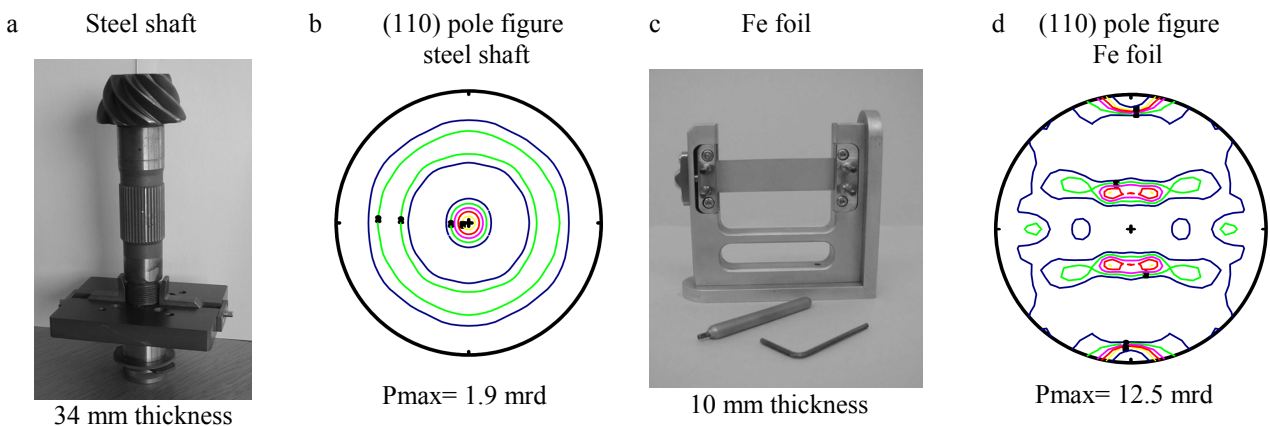 a Steel shaft
34 mm thickness
b (110) pole figure
steel shaft
Pmax= 1.9 mrd
c Fe foil
10 mm thickness
d (110) pole figure
Fe foil
Pmax= 12.5 mrd